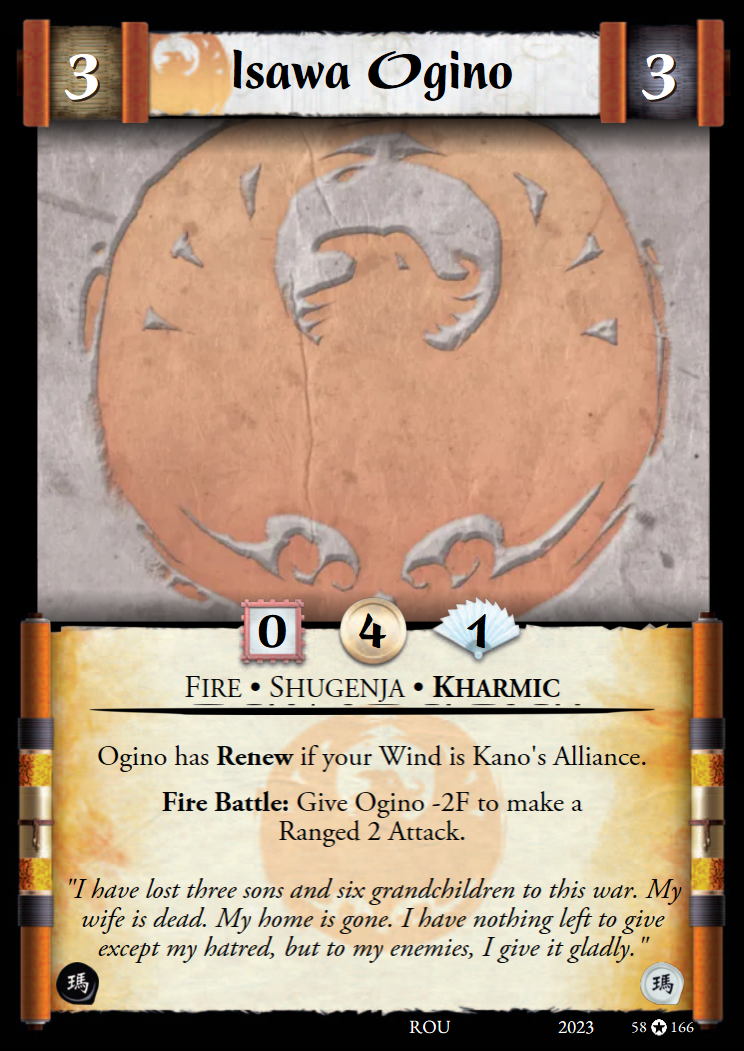 3 Isawa Ogino 3
0 4 1
FIRE • SHUGENJA • KHARMIC
Ogino has Renew if your Wind is Kano's Alliance.
Fire Battle: Give Ogino -2F to make a
Ranged 2 Attack.
"I have lost three sons and six grandchildren to this war. My
wife is dead. My home is gone. I have nothing left to give
except my hatred, but to my enemies, I give it gladly."
瑪 瑪
ROU 2023 58 ✪ 166